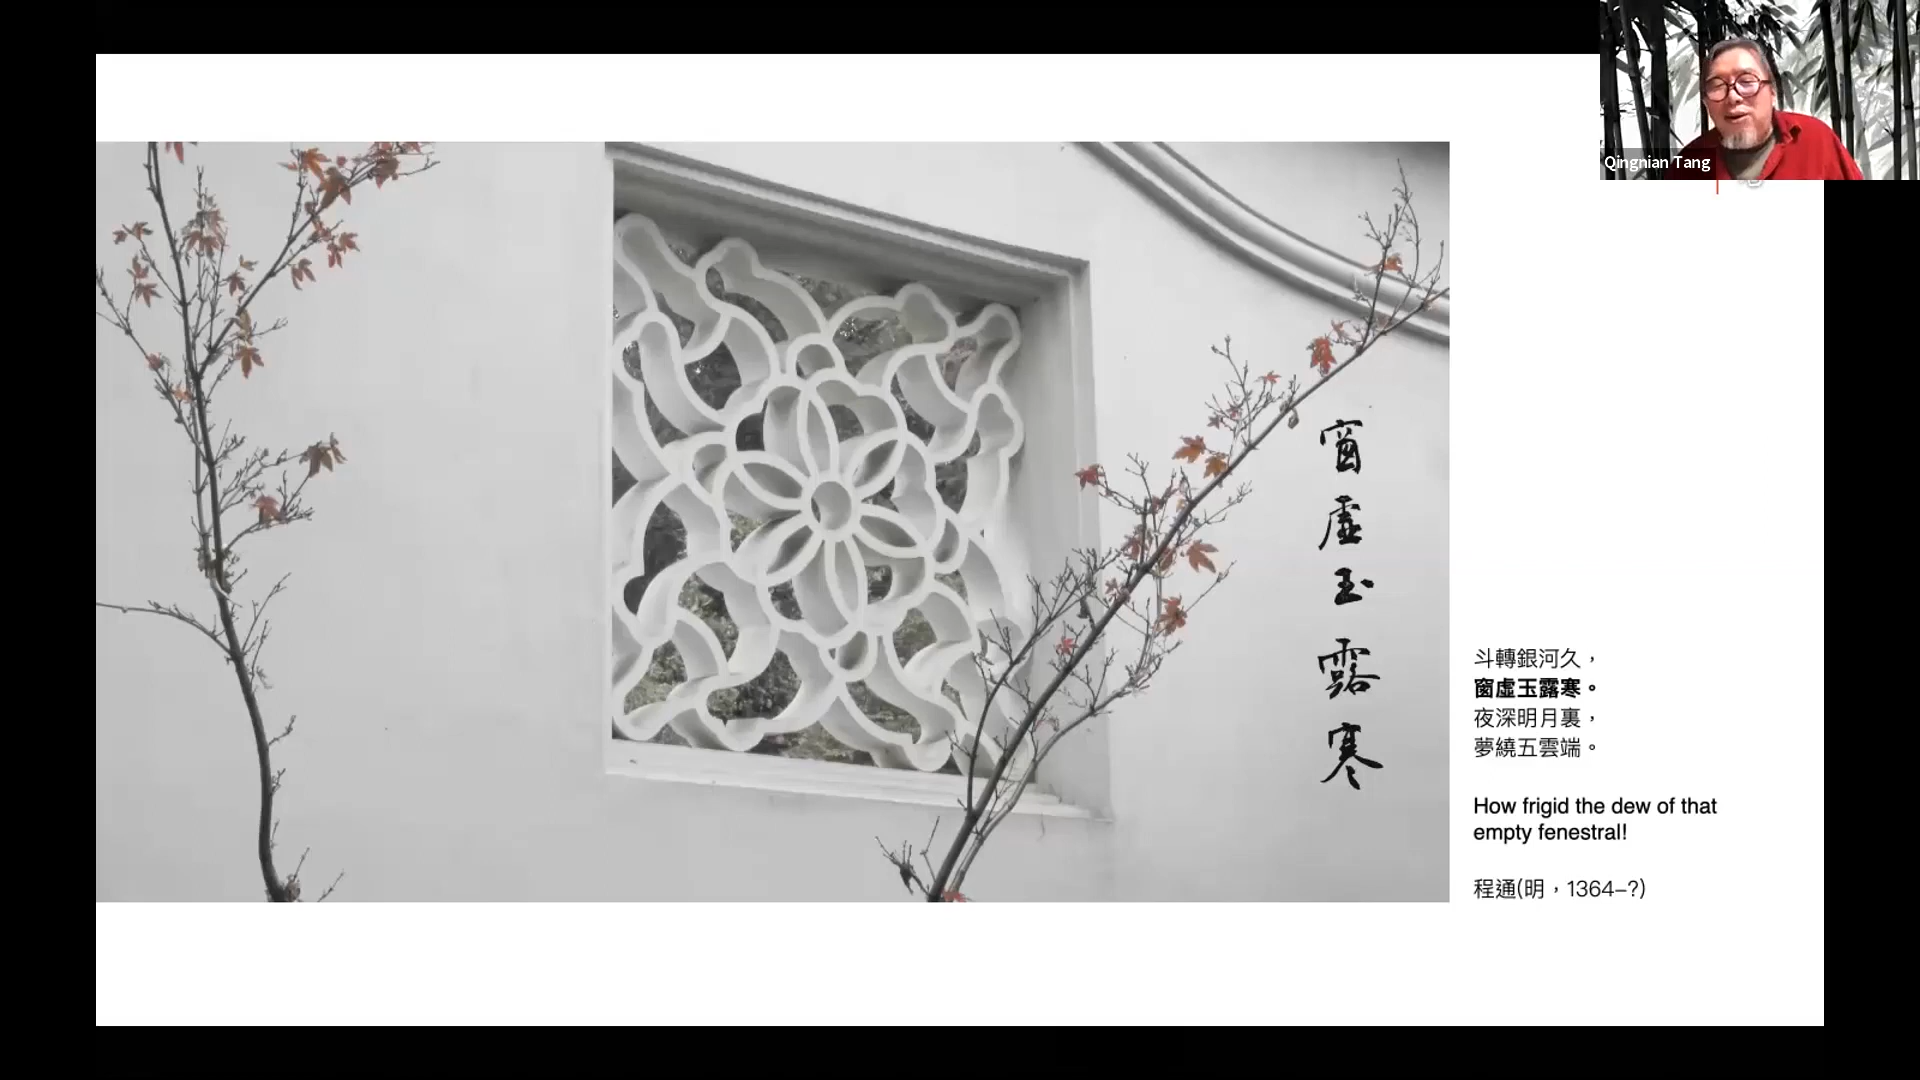 Qingnian Tang
窗虛玉露寒
斗轉銀河久，
窗虛玉露寒。
夜深明月裏，
夢繞五雲端。
How frigid the dew of that
empty fenestral!
程通(明，1364–?)